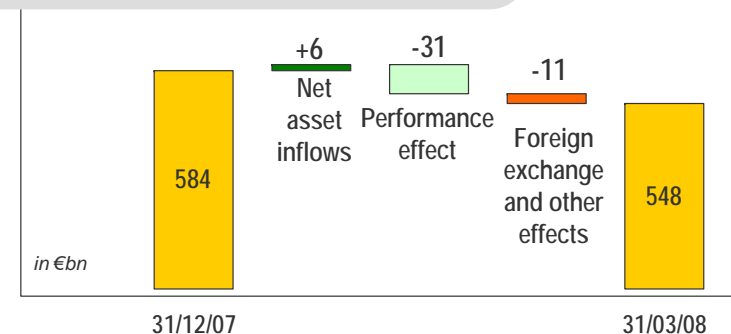 +6
-31
-11
Net
asset
inflows
Performance
effect
Foreign
exchange
and other
effects
584
548
in €bn
31/12/07
31/03/08